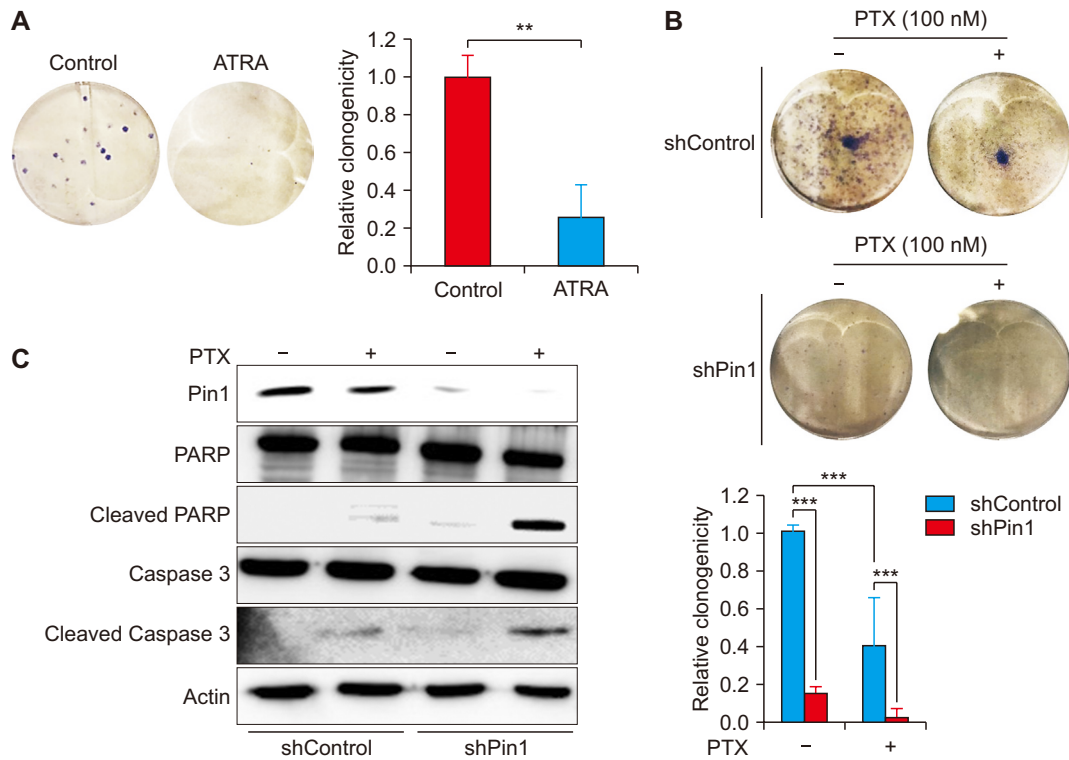 A
Control
ATRA
**
Relative clonogenicity
1.2
1.0
0.8
0.6
0.4
0.2
0.0
Control
ATRA
B
PTX (100 nM)
− +
shControl
PTX (100 nM)
− +
shPin1
*** 
*** 
***
shControl
shPin1
Relative clonogenicity
1.2
1.0
0.8
0.6
0.4
0.2
0.0
PTX − +
C
PTX − + − +
Pin1
PARP
Cleaved PARP
Caspase 3
Cleaved Caspase 3
Actin
shControl shPin1